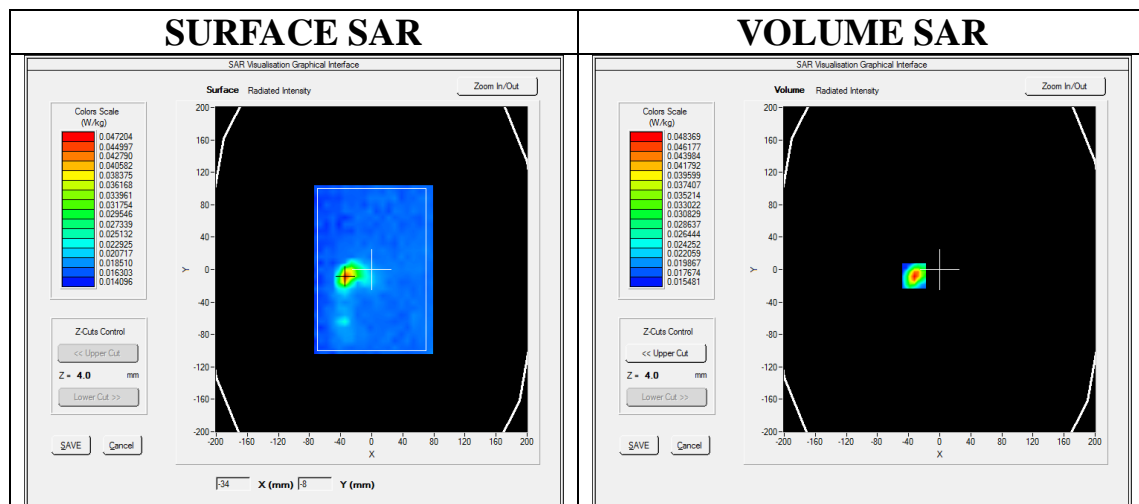 SURFACE SAR
SAR Visualisation Graphical Interface
Surface Radiated Intensity
Zoom In/Out
Colors Scale
(W/kg)
0.047204
0.044997
0.042790
0.040582
0.038375
0.036168
0.033961
0.031754
0.029546
0.027339
0.025132
0.022925
0.020717
0.018510
0.016303
0.014096
Z-Cuts Control
<< Upper Cut
Z = 4.0 mm
Lower Cut >>
SAVE Cancel
200
160
120
80
40
0
-40
-80
-120
-160
-200
Y
-200 -160 -120 -80 -40 0 40 80 120 160 200
X
-34 X (mm) -8 Y (mm)
VOLUME SAR
SAR Visualisation Graphical Interface
Volume Radiated Intensity
Zoom In/Out
Colors Scale
(W/kg)
0.048369
0.046177
0.043984
0.041792
0.039599
0.037407
0.035214
0.033022
0.030829
0.028637
0.026444
0.024252
0.022059
0.019867
0.017674
0.015481
Z-Cuts Control
<< Upper Cut
Z = 4.0 mm
Lower Cut >>
SAVE Cancel
200
160
120
80
40
0
-40
-80
-120
-160
-200
Y
-200 -160 -120 -80 -40 0 40 80 120 160 200
X